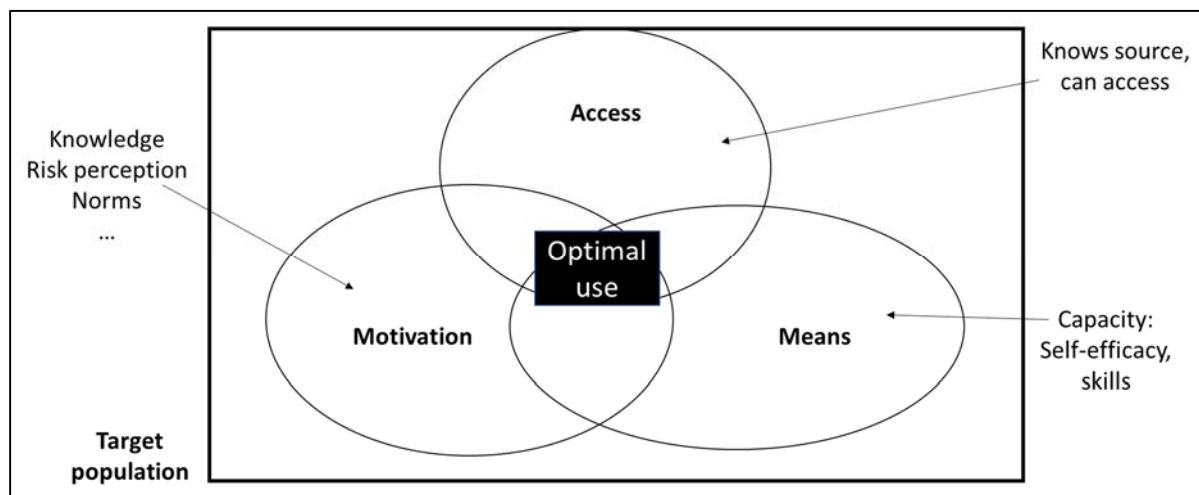 Access
Knows source,
can access
Knowledge
Risk perception
Norms
...
Optimal
use
Motivation
Means
Capacity:
Self-efficacy,
skills
Target
population